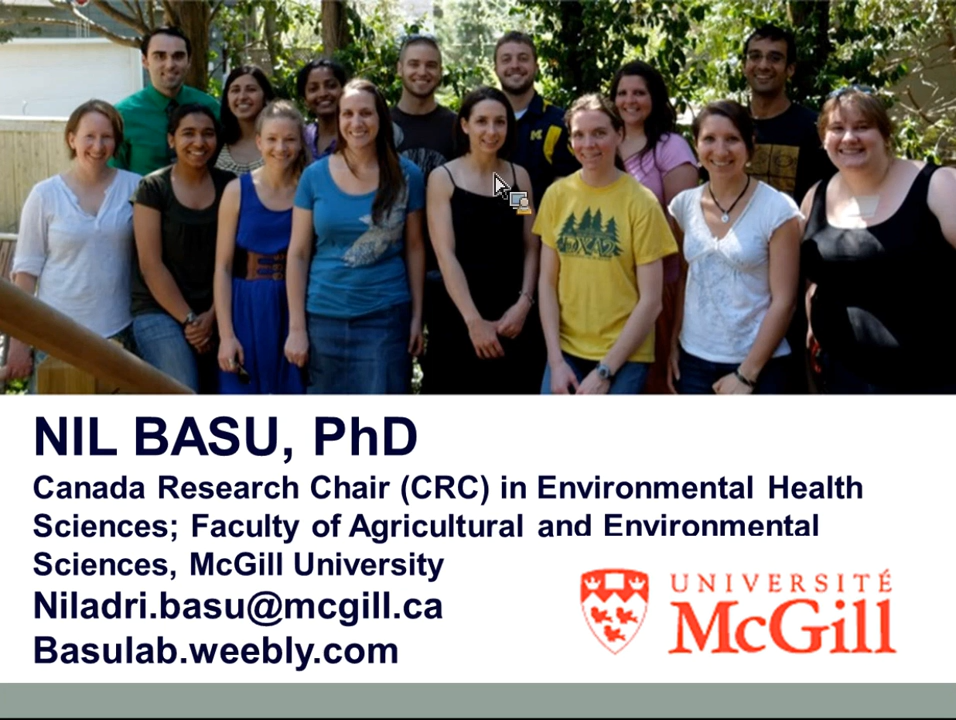 M
NIL BASU, PhD
Canada Research Chair (CRC) in Environmental Health
Sciences; Faculty of Agricultural and Environmental
Sciences, McGill University
Niladri.basu@mcgill.ca
Basulab.weebly.com
UNIVERSITÉ
McGill